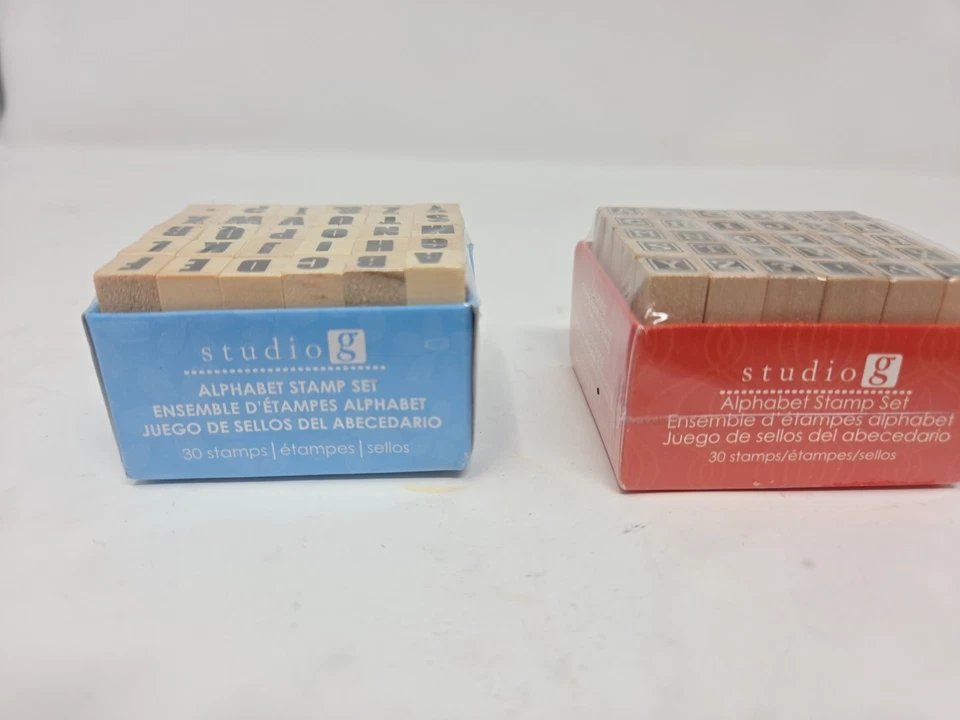 studio g
ALPHABET STAMP SET
ENSEMBLE D'ÉTAMPES ALPHABET
JUEGO DE SELLOS DEL ABECEDARIO
30 stamps | étampes | sellos
studio g
Alphabet Stamp Set
Ensemble d'étampes alphabet
Juego de sellos del abecedario
30 stamps/étampes/sellos